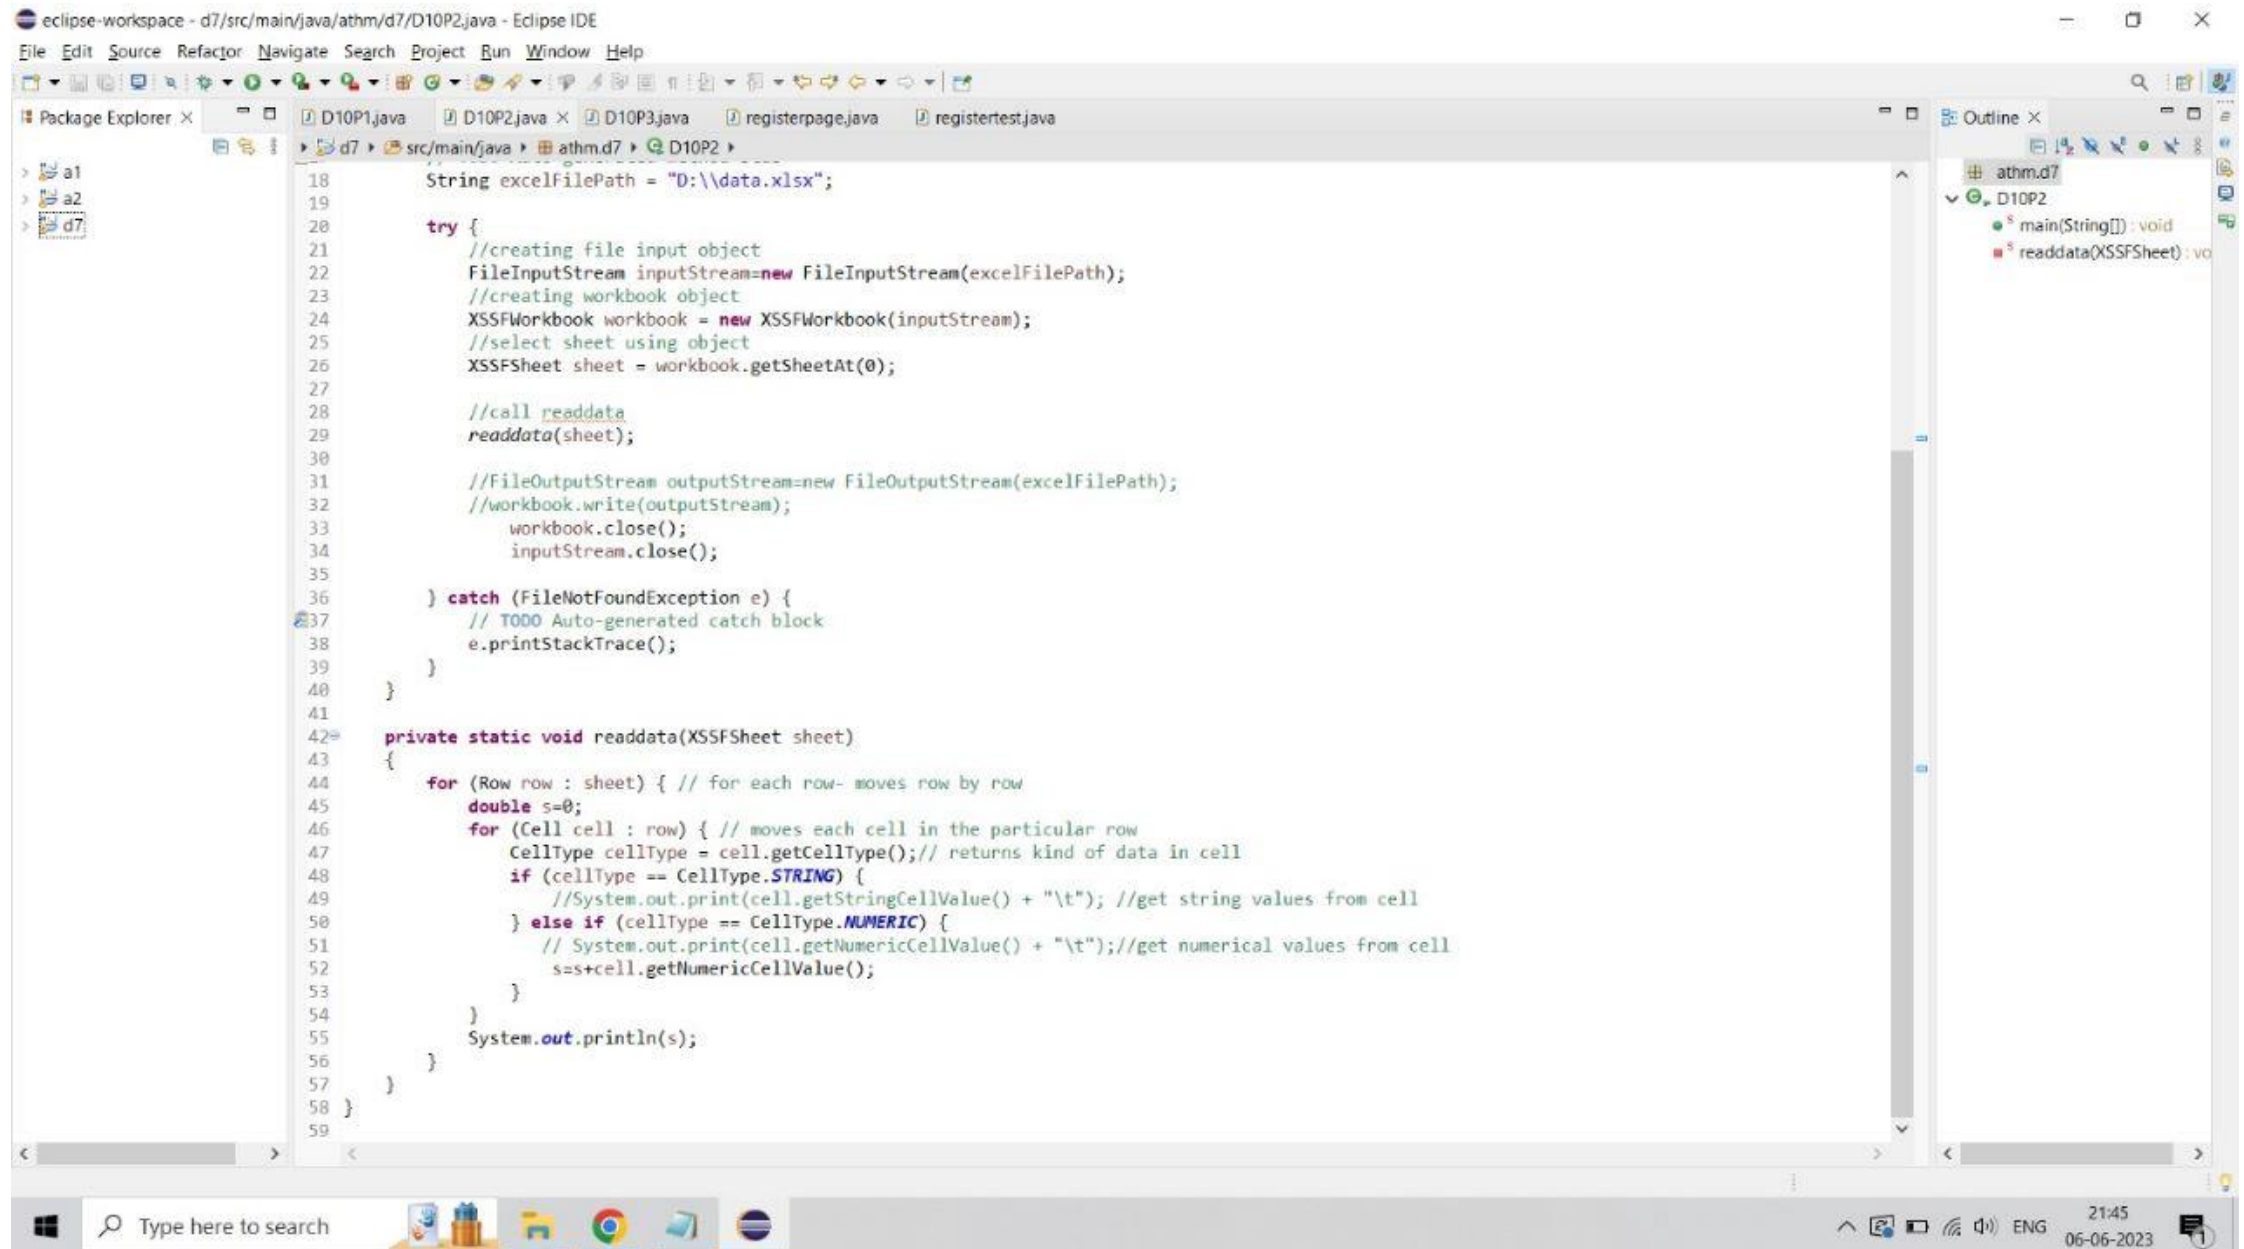 eclipse-workspace - d7/src/main/java/athm/d7/D10P2.java - Eclipse IDE
File Edit Source Refactor Navigate Search Project Run Window Help
Package Explorer
D10P1.java D10P2.java D10P3.java registerpage.java registertest.java
Outline
d7 src/main/java athm.d7 D10P2
a1
a2
d7
18 String excelFilePath = "D:\\data.xlsx";
19
20 try {
21 //creating file input object
22 FileInputStream inputStream=new FileInputStream(excelFilePath);
23 //creating workbook object
24 XSSFWorkbook workbook = new XSSFWorkbook(inputStream);
25 //select sheet using object
26 XSSFSheet sheet = workbook.getSheetAt(0);
27
28 //call readdata
29 readdata(sheet);
30
31 //FileOutputStream outputStream=new FileOutputStream(excelFilePath);
32 //workbook.write(outputStream);
33 workbook.close();
34 inputStream.close();
35
36 } catch (FileNotFoundException e) {
37 // TODO Auto-generated catch block
38 e.printStackTrace();
39 }
40 }
41
42 private static void readdata(XSSFSheet sheet)
43 {
44 for (Row row : sheet) { // for each row- moves row by row
45 double s=0;
46 for (Cell cell : row) { // moves each cell in the particular row
47 CellType cellType = cell.getCellType();// returns kind of data in cell
48 if (cellType == CellType.STRING) {
49 //System.out.print(cell.getStringCellValue() + "\t"); //get string values from cell
50 } else if (cellType == CellType.NUMERIC) {
51 // System.out.print(cell.getNumericCellValue() + "\t");//get numerical values from cell
52 s=s+cell.getNumericCellValue();
53 }
54 }
55 System.out.println(s);
56 }
57 }
58 }
59
athm.d7
D10P2
main(String[]) : void
readdata(XSSFSheet) : vo
Type here to search
ENG
21:45
06-06-2023
1